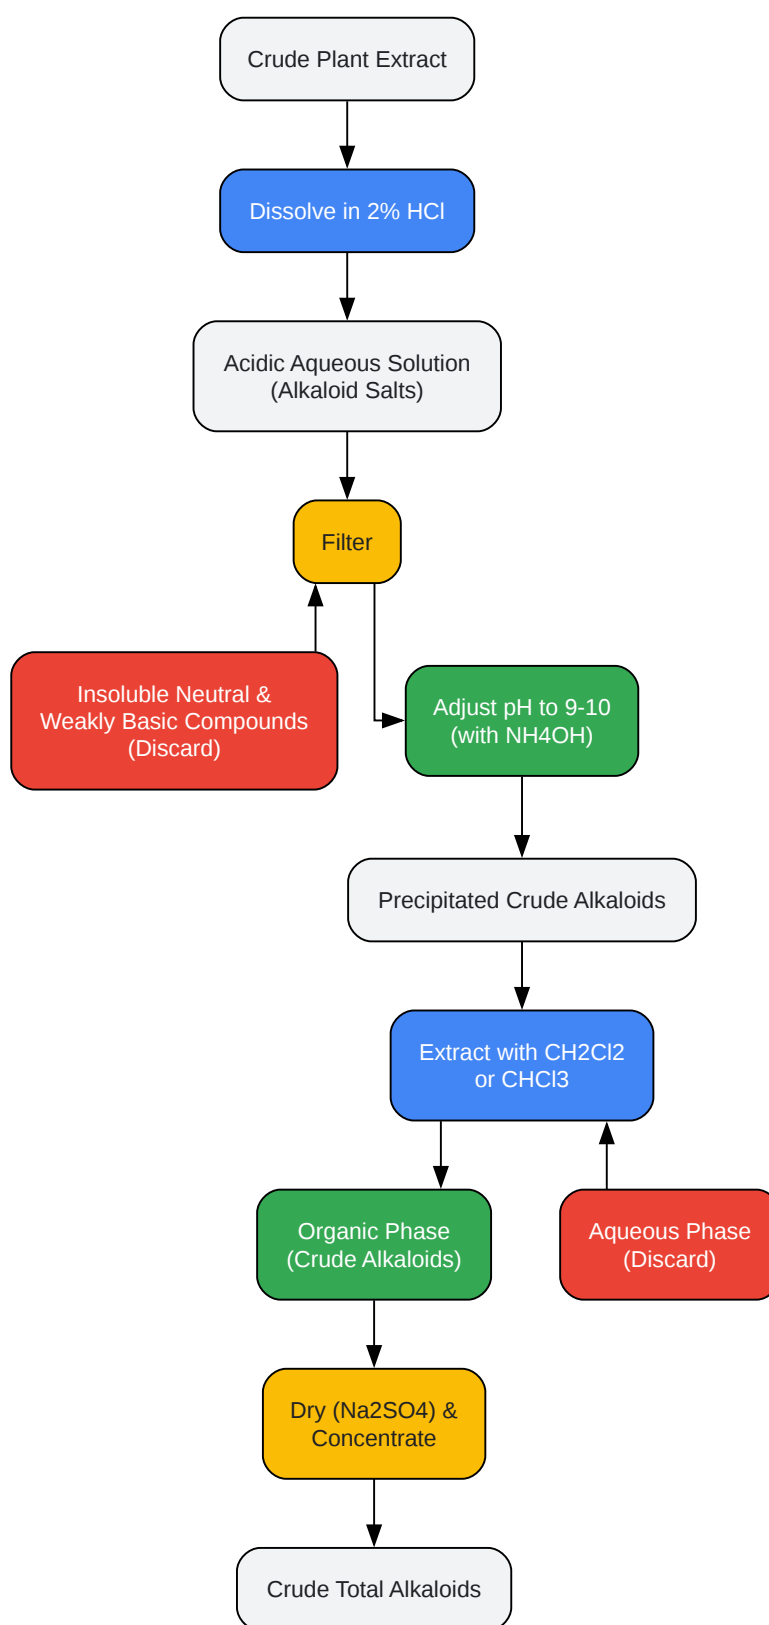 Crude Plant Extract
Dissolve in 2% HCl
Acidic Aqueous Solution
(Alkaloid Salts)
Filter
Insoluble Neutral &
Weakly Basic Compounds
(Discard)
Adjust pH to 9-10
(with NH4OH)
Precipitated Crude Alkaloids
Extract with CH2Cl2
or CHCl3
Organic Phase
(Crude Alkaloids)
Aqueous Phase
(Discard)
Dry (Na2SO4) &
Concentrate
Crude Total Alkaloids